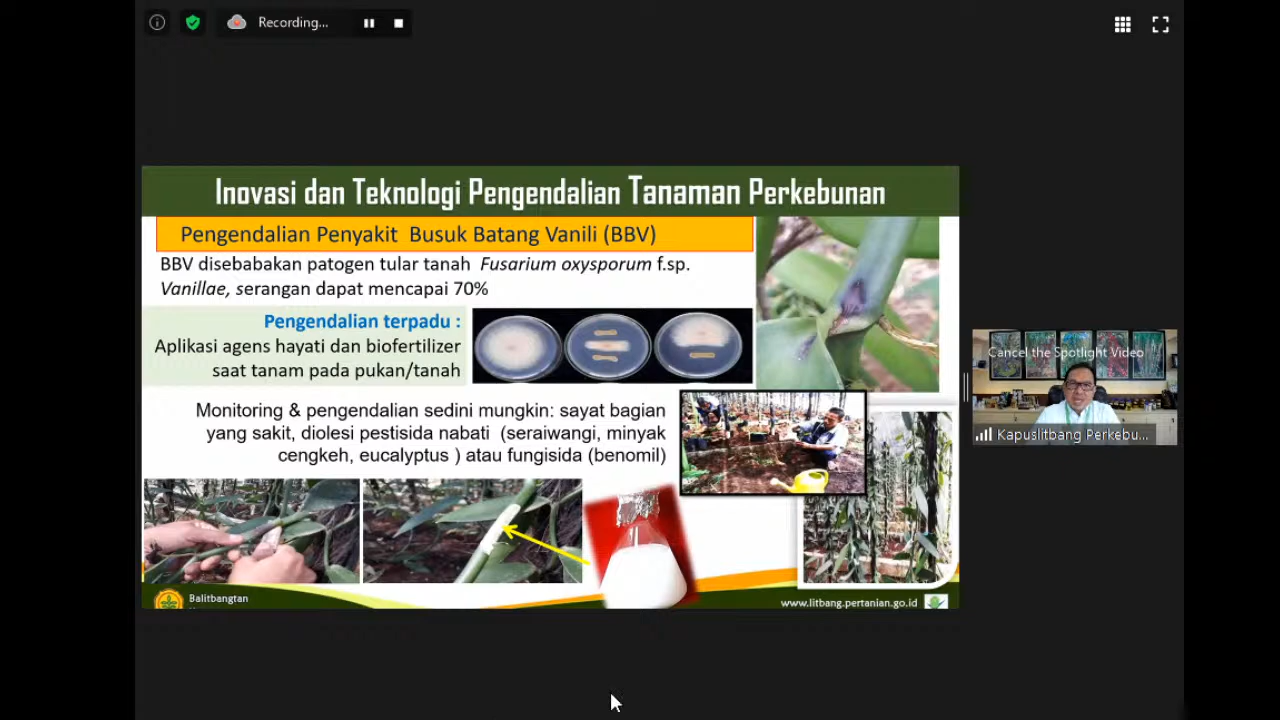 Recording...
Inovasi dan Teknologi Pengendalian Tanaman Perkebunan
Pengendalian Penyakit Busuk Batang Vanili (BBV)
BBV disebabakan patogen tular tanah Fusarium oxysporum f.sp.
Vanillae, serangan dapat mencapai 70%
Pengendalian terpadu :
Aplikasi agens hayati dan biofertilizer
saat tanam pada pukan/tanah
Monitoring & pengendalian sedini mungkin: sayat bagian
yang sakit, diolesi pestisida nabati (seraiwangi, minyak
cengkeh, eucalyptus ) atau fungisida (benomil)
Balitbangtan
www.litbang.pertanian.go.id
Cancel the Spotlight Video
Kapuslitbang Perkebu...